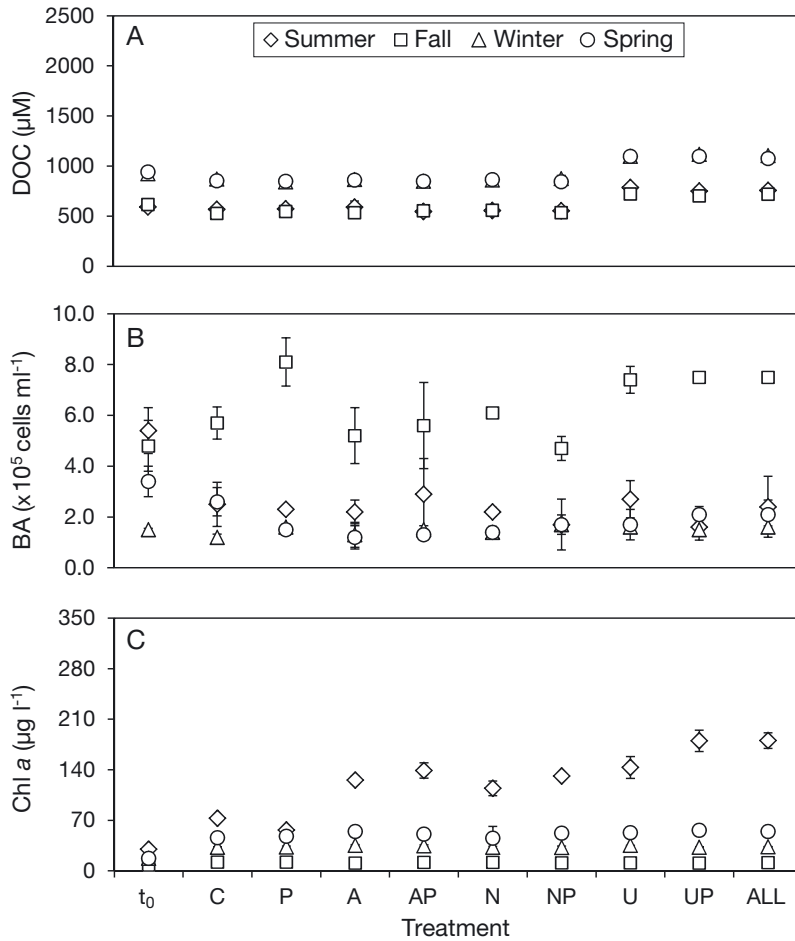 A
Summer Fall Winter Spring
2500
2000
1500
1000
500
0
DOC (µM)
B
10.0
8.0
6.0
4.0
2.0
0.0
BA (x 10⁵ cells ml⁻¹)
C
350
280
210
140
70
0
Chl a (µg l⁻¹)
t₀ C P A AP N NP U UP ALL
Treatment